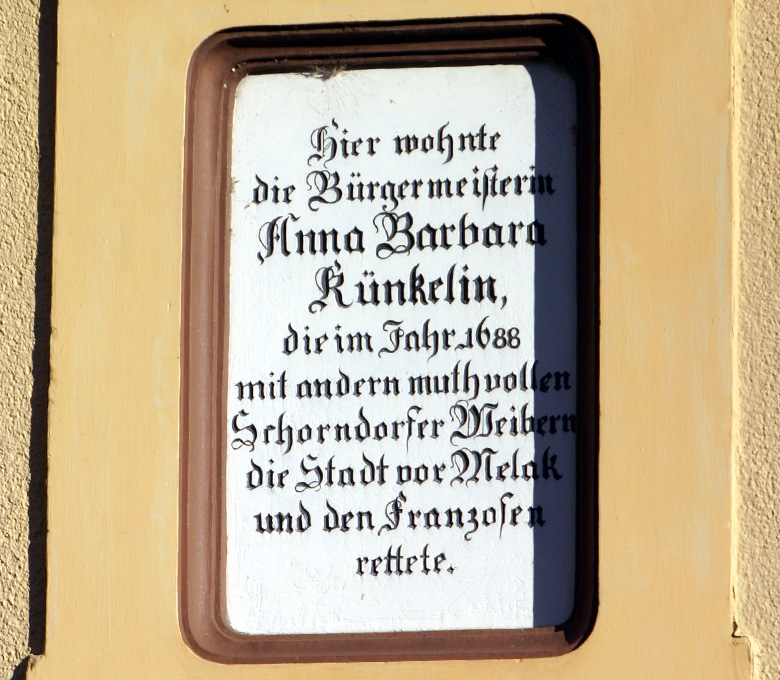 Hier wohnte
die Bürgermeiſterin
Anna Barbara
Künkelin,
die im Jahr 1688
mit andern muthvollen
Schorndorfer Weibern
die Stadt vor Melak
und den Franzoſen
rettete.